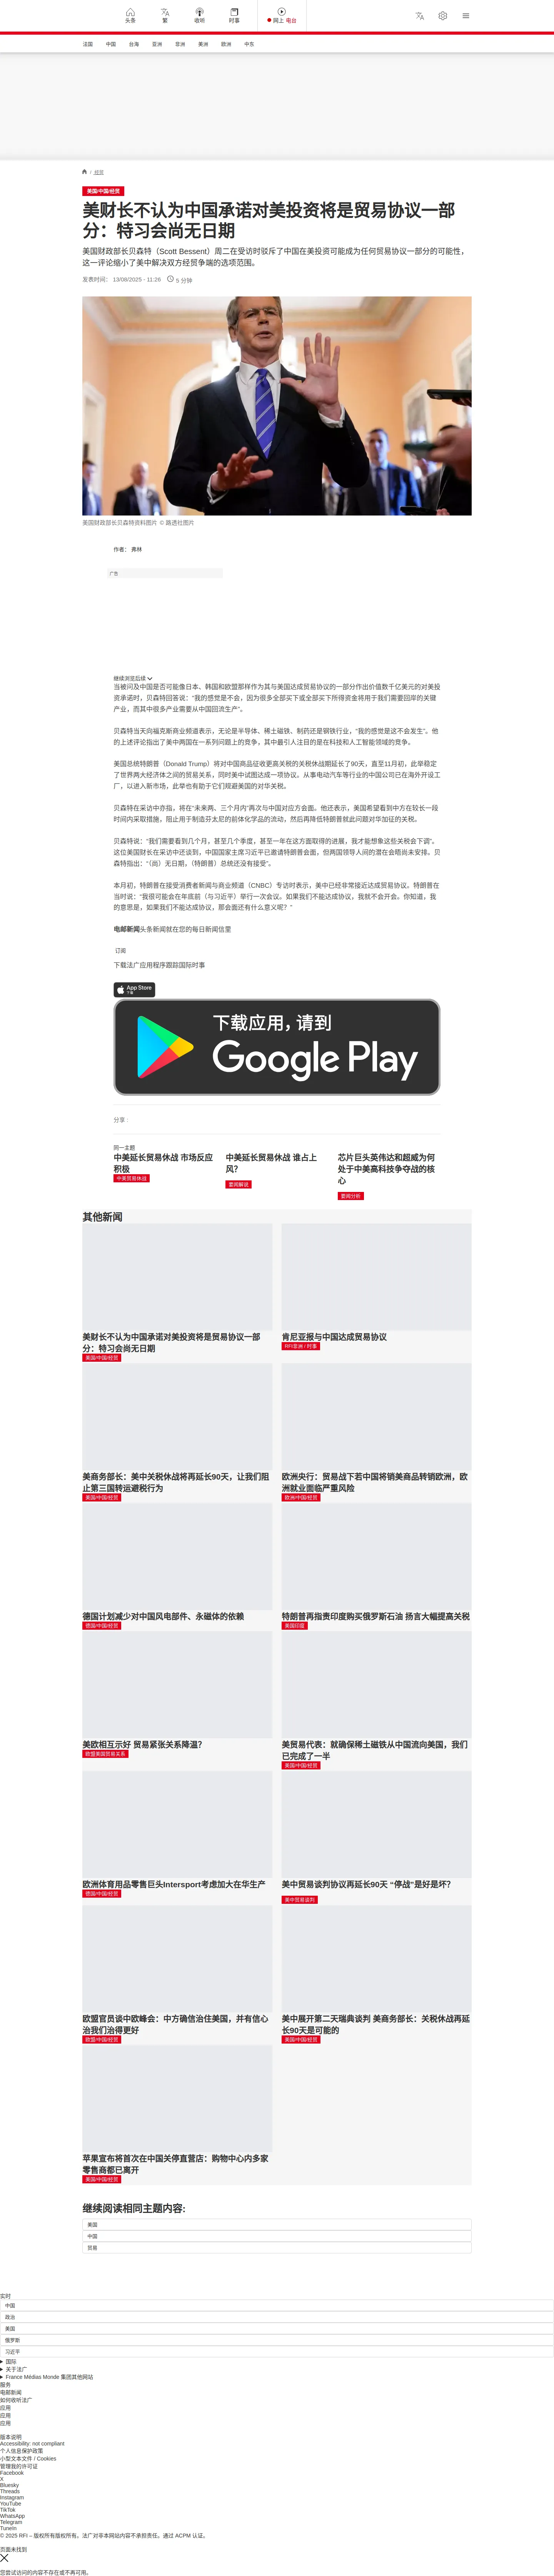 头条
繁
收听
时事
网上 电台
法国
中国
台海
亚洲
非洲
美洲
欧洲
中东
/ 经贸
美国/中国/经贸
美财长不认为中国承诺对美投资将是贸易协议一部
分：特习会尚无日期
美国财政部长贝森特（Scott Bessent）周二在受访时驳斥了中国在美投资可能成为任何贸易协议一部分的可能性，
这一评论缩小了美中解决双方经贸争端的选项范围。
发表时间： 13/08/2025 - 11:26 5 分钟
美国财政部长贝森特资料图片 © 路透社图片
作者： 弗林
广告
继续浏览后续
当被问及中国是否可能像日本、韩国和欧盟那样作为其与美国达成贸易协议的一部分作出价值数千亿美元的对美投
资承诺时，贝森特回答说：“我的感觉是不会，因为很多全部买下或全部买下所得资金将用于我们需要回岸的关键
产业，而其中很多产业需要从中国回流生产”。
贝森特当天向福克斯商业频道表示，无论是半导体、稀土磁铁、制药还是钢铁行业，“我的感觉是这不会发生”。他
的上述评论指出了美中两国在一系列问题上的竞争，其中最引人注目的是在科技和人工智能领域的竞争。
美国总统特朗普（Donald Trump）将对中国商品征收更高关税的关税休战期延长了90天，直至11月初，此举稳定
了世界两大经济体之间的贸易关系，同时美中试图达成一项协议。从事电动汽车等行业的中国公司已在海外开设工
厂，以进入新市场，此举也有助于它们规避美国的对华关税。
贝森特在采访中亦指，将在“未来两、三个月内”再次与中国对应方会面。他还表示，美国希望看到中方在较长一段
时间内采取措施，阻止用于制造芬太尼的前体化学品的流动，然后再降低特朗普就此问题对华加征的关税。
贝森特说：“我们需要看到几个月，甚至几个季度，甚至一年在这方面取得的进展，我才能想象这些关税会下调”。
这位美国财长在采访中还谈到，中国国家主席习近平已邀请特朗普会面，但两国领导人间的潜在会晤尚未安排。贝
森特指出：“（尚）无日期，（特朗普）总统还没有接受”。
本月初，特朗普在接受消费者新闻与商业频道（CNBC）专访时表示，美中已经非常接近达成贸易协议。特朗普在
当时说：“我很可能会在年底前（与习近平）举行一次会议。如果我们不能达成协议，我就不会开会。你知道，我
的意思是，如果我们不能达成协议，那会面还有什么意义呢？”
电邮新闻头条新闻就在您的每日新闻信里
订阅
下载法广应用程序跟踪国际时事
App Store
下载
下载应用，请到
Google Play
分享 :
同一主题
中美延长贸易休战 市场反应
积极
中美贸易休战
中美延长贸易休战 谁占上
风？
要闻解说
芯片巨头英伟达和超威为何
处于中美高科技争夺战的核
心
要闻分析
其他新闻
美财长不认为中国承诺对美投资将是贸易协议一部
分：特习会尚无日期
美国/中国/经贸
肯尼亚报与中国达成贸易协议
RFI非洲 / 时事
美商务部长：美中关税休战将再延长90天，让我们阻
止第三国转运避税行为
美国/中国/经贸
欧洲央行：贸易战下若中国将销美商品转销欧洲，欧
洲就业面临严重风险
欧洲/中国/经贸
德国计划减少对中国风电部件、永磁体的依赖
德国/中国/经贸
特朗普再指责印度购买俄罗斯石油 扬言大幅提高关税
美国印度
美欧相互示好 贸易紧张关系降温？
欧盟美国贸易关系
美贸易代表：就确保稀土磁铁从中国流向美国，我们
已完成了一半
美国/中国/经贸
欧洲体育用品零售巨头Intersport考虑加大在华生产
德国/中国/经贸
美中贸易谈判协议再延长90天 “停战”是好是坏？
美中贸易谈判
欧盟官员谈中欧峰会：中方确信治住美国，并有信心
治我们治得更好
欧盟/中国/经贸
美中展开第二天瑞典谈判 美商务部长：关税休战再延
长90天是可能的
美国/中国/经贸
苹果宣布将首次在中国关停直营店：购物中心内多家
零售商都已离开
美国/中国/经贸
继续阅读相同主题内容:
美国
中国
贸易
实时
中国
政治
美国
俄罗斯
习近平
国际
关于法广
France Médias Monde 集团其他网站
服务
电邮新闻
如何收听法广
应用
应用
应用
版本说明
Accessibility: not compliant
个人信息保护政策
小型文本文件 / Cookies
管理我的许可证
Facebook
X
Bluesky
Threads
Instagram
YouTube
TikTok
WhatsApp
Telegram
TuneIn
© 2025 RFI – 版权所有版权所有。法广对非本网站内容不承担责任。通过 ACPM 认证。
页面未找到
您尝试访问的内容不存在或不再可用。